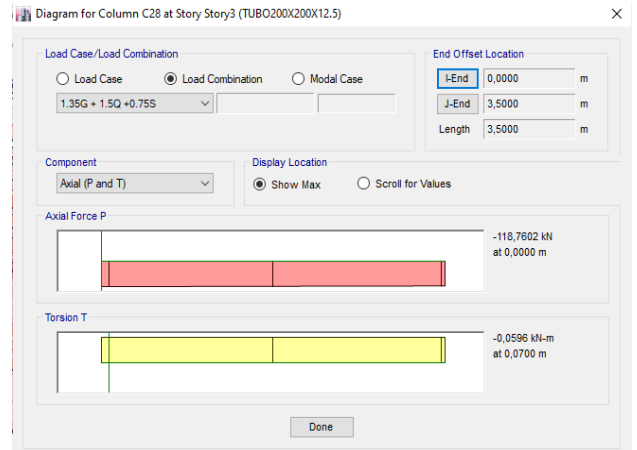 Diagram for Column C28 at Story Story3 (TUBO200X200X12.5)
Load Case/Load Combination
Load Case Load Combination Modal Case
1.35G + 1.5Q +0.75S
End Offset Location
I-End 0,0000 m
J-End 3,5000 m
Length 3,5000 m
Component
Axial (P and T)
Display Location
Show Max Scroll for Values
Axial Force P
-118,7602 kN
at 0,0000 m
Torsion T
-0,0596 kN-m
at 0,0700 m
Done